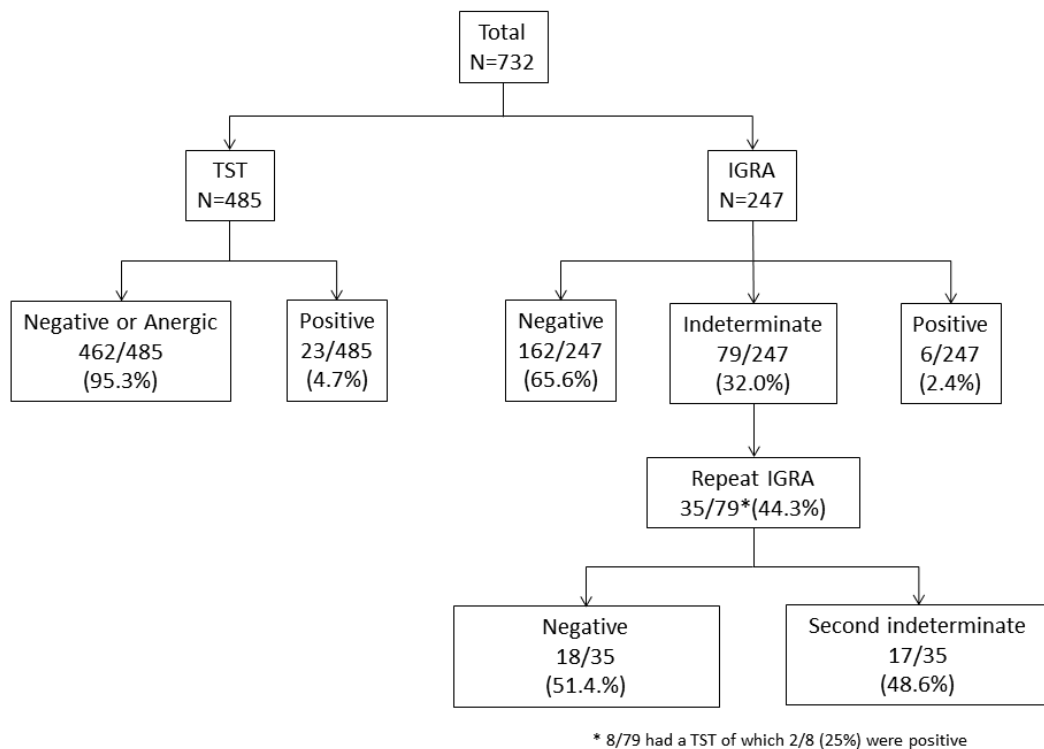 Total
N=732
TST
N=485
IGRA
N=247
Negative or Anergic
462/485
(95.3%)
Positive
23/485
(4.7%)
Negative
162/247
(65.6%)
Indeterminate
79/247
(32.0%)
Positive
6/247
(2.4%)
Repeat IGRA
35/79*(44.3%)
Negative
18/35
(51.4.%)
Second indeterminate
17/35
(48.6%)
* 8/79 had a TST of which 2/8 (25%) were positive